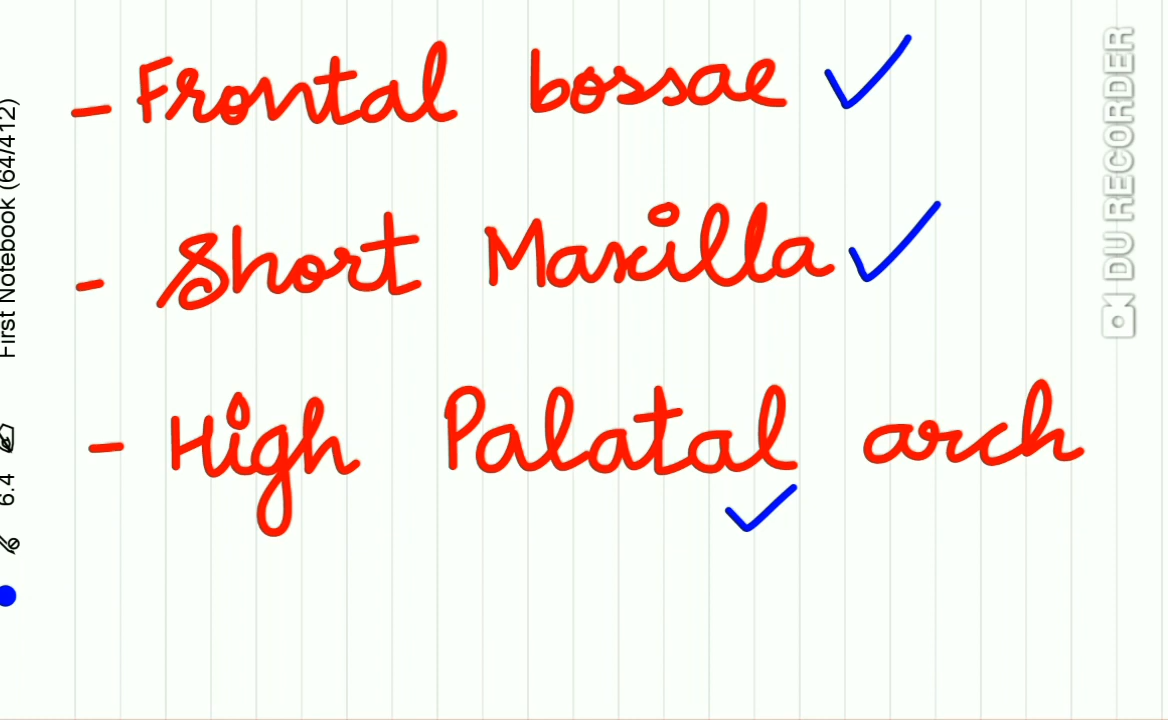 - Frontal bossae
- Short Maxilla
- High Palatal arch
First Notebook (64/412)
6.4
DU RECORDER